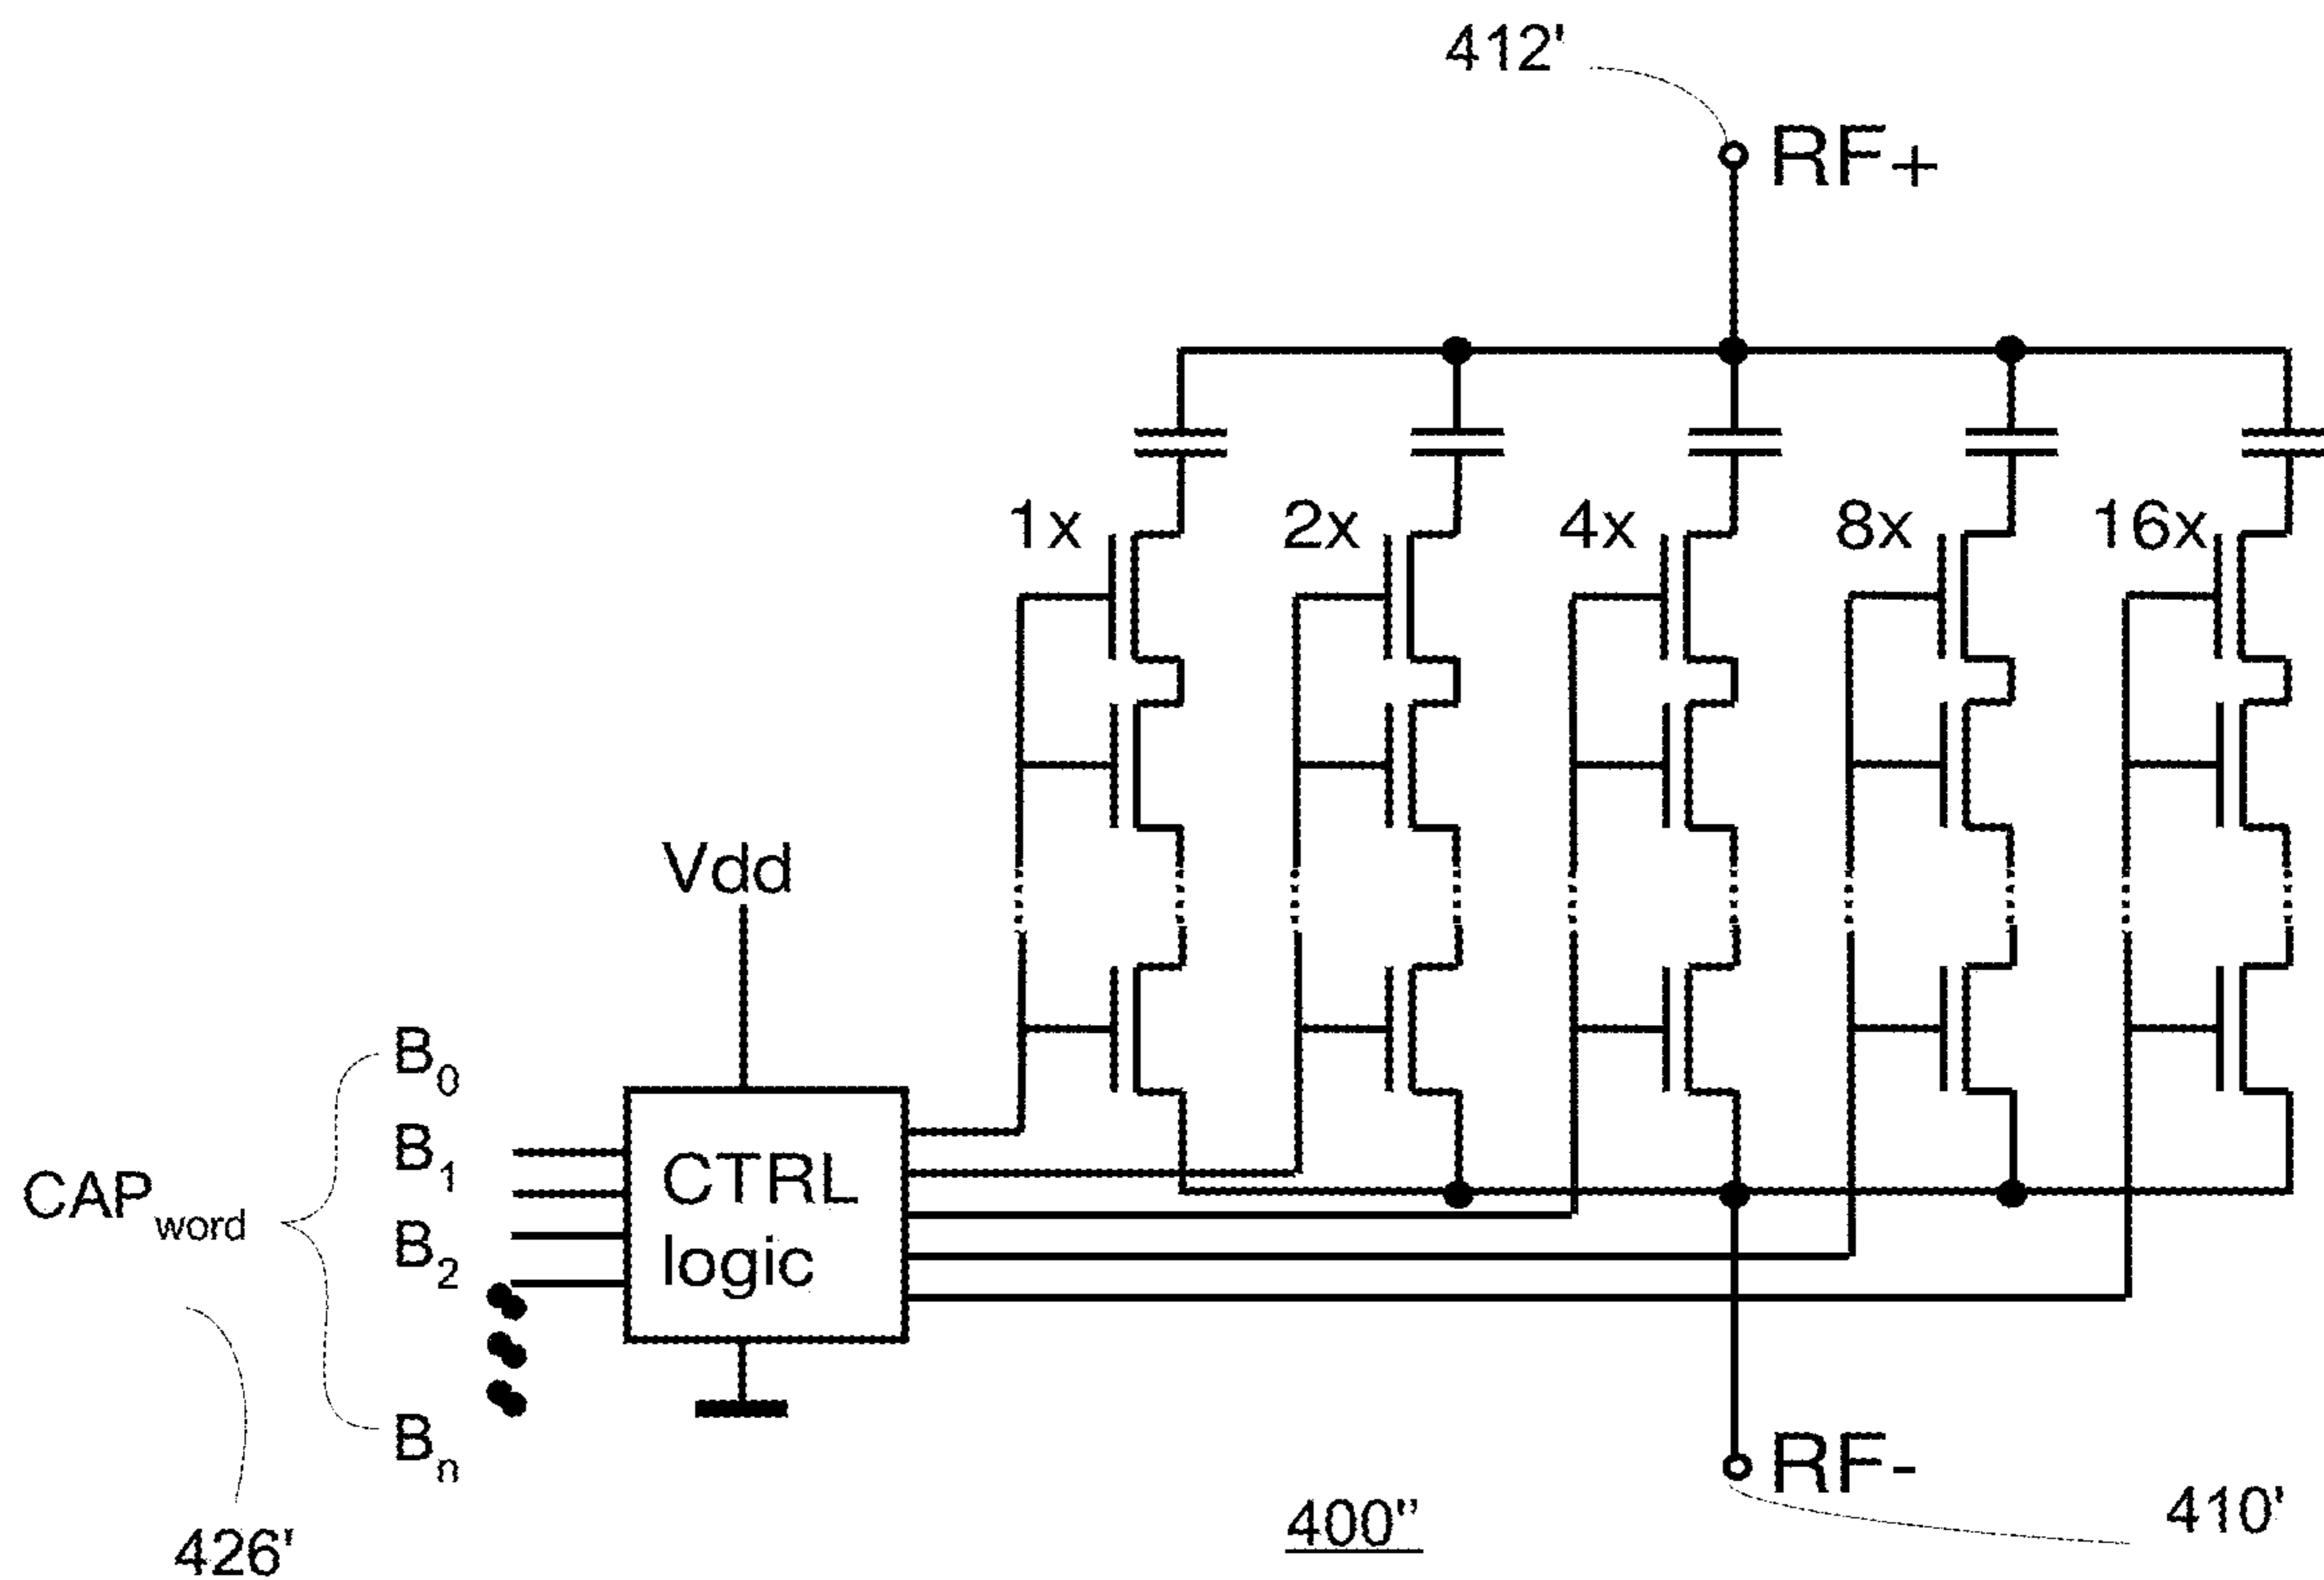 412'
RF+
1x 2x 4x 8x 16x
Vdd
B0
B1
CAPword
B2
Bn
CTRL
logic
RF-
400"
410'
426'